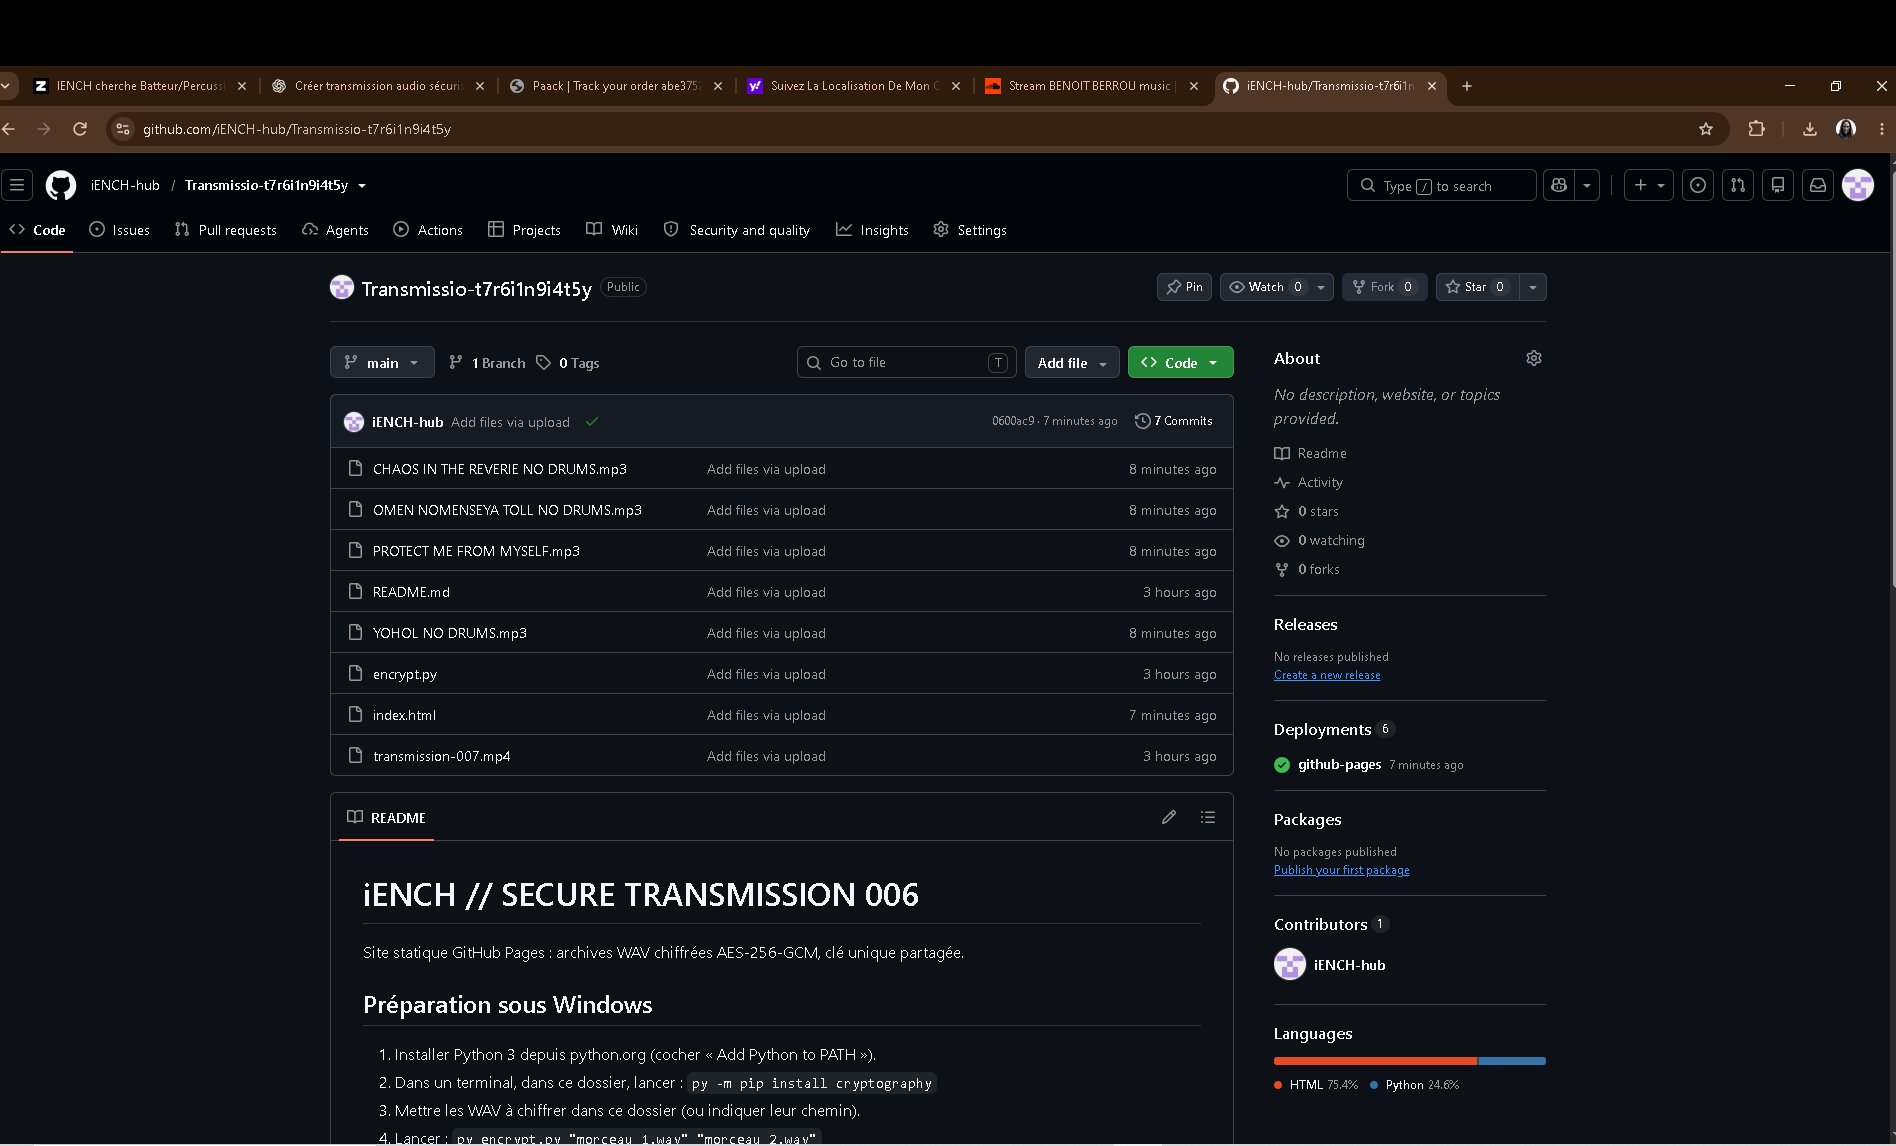 IENCH cherche Batteur/Percussi
Créer transmission audio sécuris
Paack | Track your order abe3752
Suivez La Localisation De Mon C
Stream BENOIT BERROU music |
iENCH-hub/Transmissio-t7r6i1n
github.com/iENCH-hub/Transmissio-t7r6i1n9i4t5y
iENCH-hub / Transmissio-t7r6i1n9i4t5y
Type / to search
Code
Issues
Pull requests
Agents
Actions
Projects
Wiki
Security and quality
Insights
Settings
Transmissio-t7r6i1n9i4t5y Public
Pin
Watch 0
Fork 0
Star 0
main
1 Branch
0 Tags
Go to file T
Add file
Code
iENCH-hub Add files via upload 0600ac9 · 7 minutes ago 7 Commits
CHAOS IN THE REVERIE NO DRUMS.mp3 Add files via upload 8 minutes ago
OMEN NOMENSEYA TOLL NO DRUMS.mp3 Add files via upload 8 minutes ago
PROTECT ME FROM MYSELF.mp3 Add files via upload 8 minutes ago
README.md Add files via upload 3 hours ago
YOHOL NO DRUMS.mp3 Add files via upload 8 minutes ago
encrypt.py Add files via upload 3 hours ago
index.html Add files via upload 7 minutes ago
transmission-007.mp4 Add files via upload 3 hours ago
README
iENCH // SECURE TRANSMISSION 006
Site statique GitHub Pages : archives WAV chiffrées AES-256-GCM, clé unique partagée.
Préparation sous Windows
1. Installer Python 3 depuis python.org (cocher « Add Python to PATH »).
2. Dans un terminal, dans ce dossier, lancer : py -m pip install cryptography
3. Mettre les WAV à chiffrer dans ce dossier (ou indiquer leur chemin).
4. Lancer : py encrypt.py "morceau 1.wav" "morceau 2.wav"
About
No description, website, or topics
provided.
Readme
Activity
0 stars
0 watching
0 forks
Releases
No releases published
Create a new release
Deployments 6
github-pages 7 minutes ago
Packages
No packages published
Publish your first package
Contributors 1
iENCH-hub
Languages
HTML 75.4% Python 24.6%